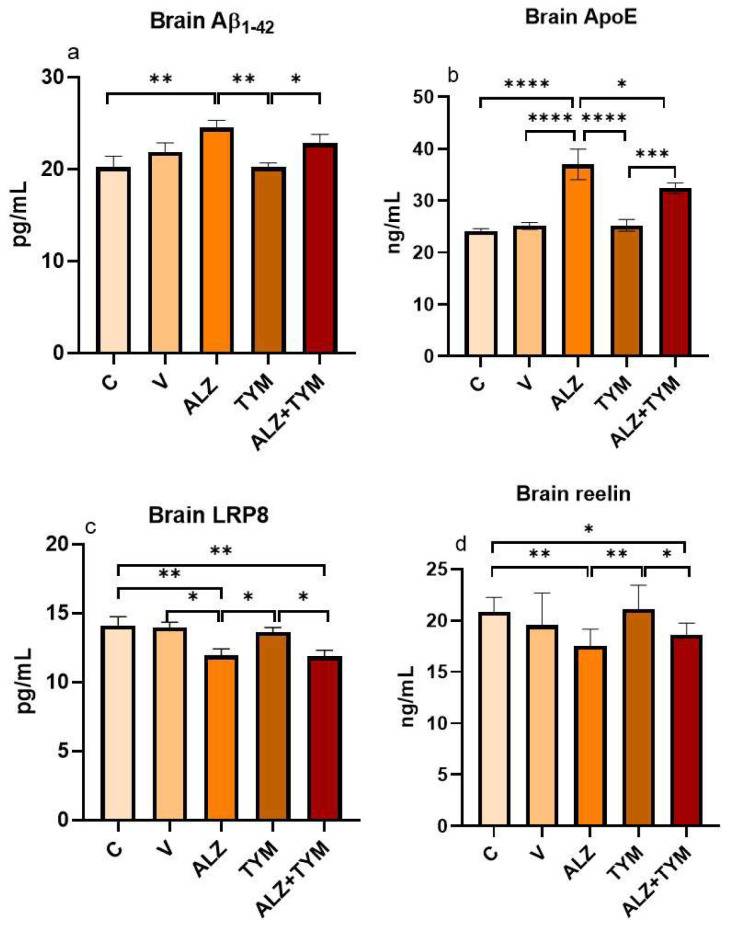 Brain Aβ1-42
a
** ** *
30
20
10
0
pg/mL
C V ALZ TYM ALZ+TYM
Brain ApoE
b
**** *
**** ****
***
50
40
30
20
10
0
ng/mL
C V ALZ TYM ALZ+TYM
Brain LRP8
c
**
**
* * *
20
15
10
5
0
pg/mL
C V ALZ TYM ALZ+TYM
Brain reelin
d
*
** ** *
25
20
15
10
5
0
ng/mL
C V ALZ TYM ALZ+TYM